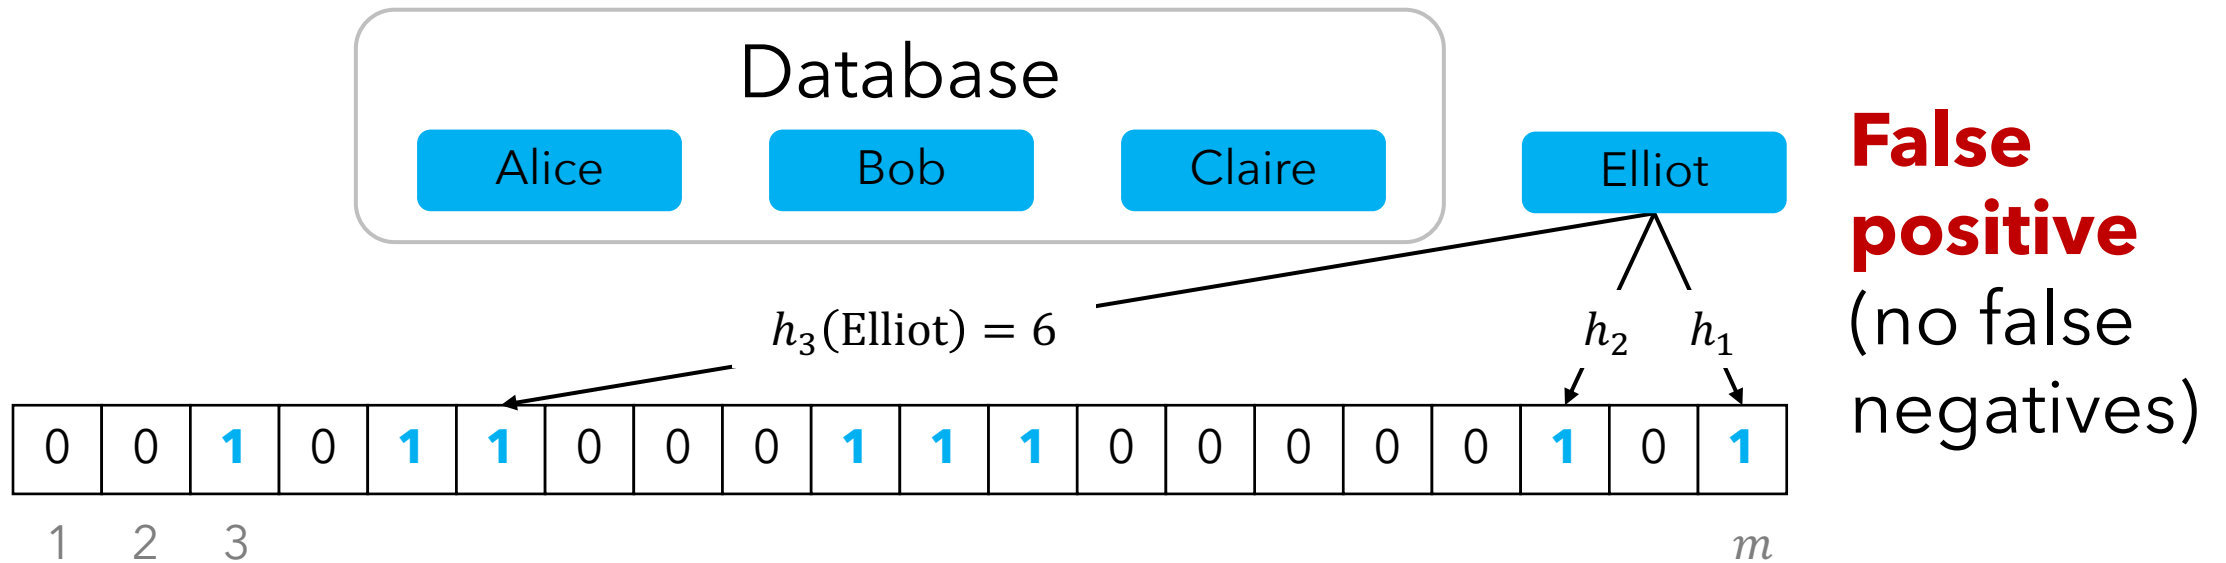 Database
Alice Bob Claire Elliot
False
positive
(no false
negatives)
h₃(Elliot) = 6 h₂ h₁
0 0 1 0 1 1 0 0 0 1 1 1 0 0 0 0 0 1 0 1
1 2 3 m